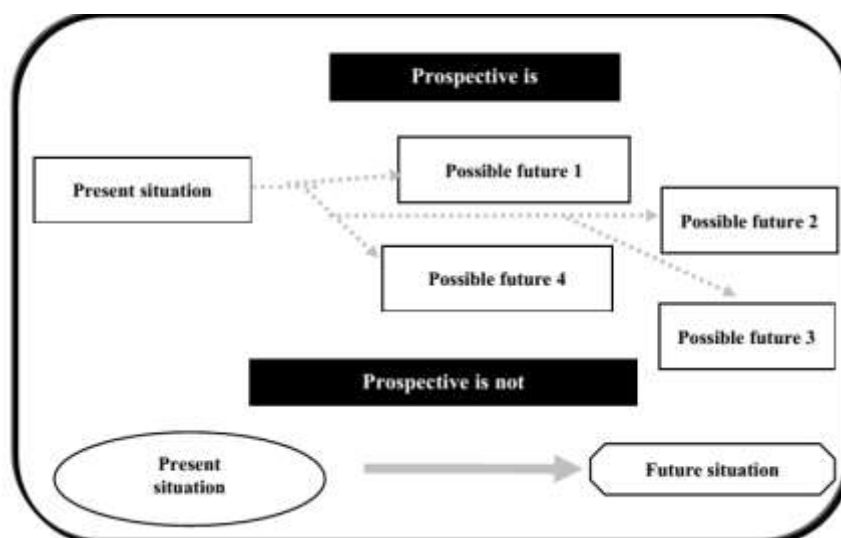 Prospective is
Present situation
Possible future 1
Possible future 2
Possible future 4
Possible future 3
Prospective is not
Present
situation
Future situation